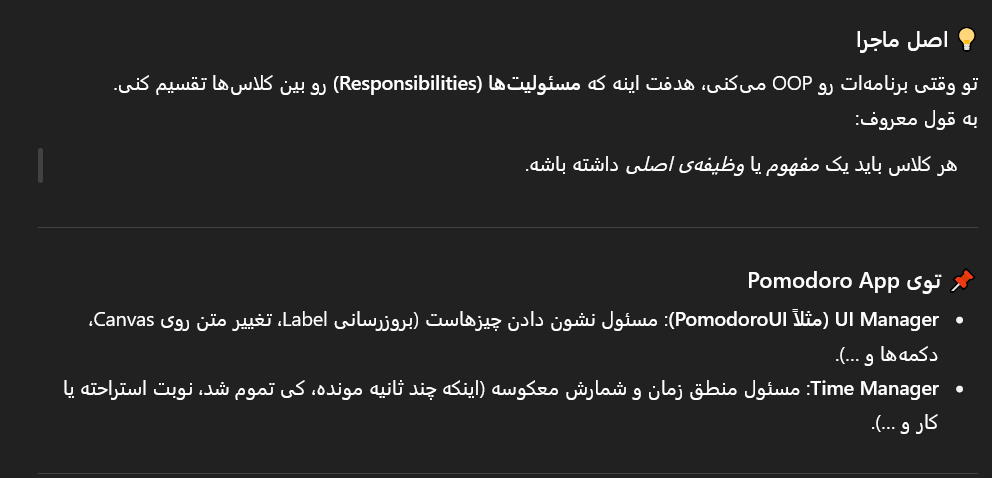 💡 اصل ماجرا
تو وقتی برنامه‌ات رو OOP می‌کنی، هدفت اینه که مسئولیت‌ها (Responsibilities) رو بین کلاس‌ها تقسیم کنی.
به قول معروف:
هر کلاس باید یک مفهوم یا وظیفه‌ی اصلی داشته باشه.
📌 توی Pomodoro App
• UI Manager (مثلاً PomodoroUI): مسئول نشون دادن چیزهاست (بروزرسانی Label، تغییر متن روی Canvas،
دکمه‌ها و ...).
• Time Manager: مسئول منطق زمان و شمارش معکوسه (اینکه چند ثانیه مونده، کی تموم شد، نوبت استراحته یا
کار و ...).